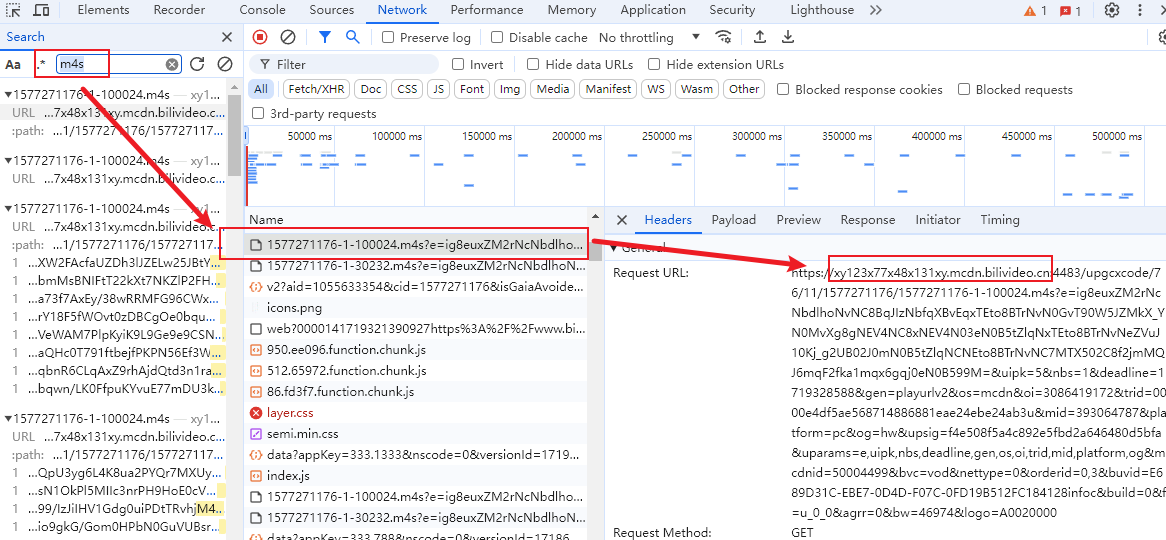 Elements Recorder Console Sources Network Performance Memory Application Security Lighthouse 1 1
Search
Preserve log Disable cache No throttling
Aa .* m4s
Filter Invert Hide data URLs Hide extension URLs
All Fetch/XHR Doc CSS JS Font Img Media Manifest WS Wasm Other Blocked response cookies Blocked requests
3rd-party requests
50000 ms 100000 ms 150000 ms 200000 ms 250000 ms 300000 ms 350000 ms 400000 ms 450000 ms 500000 ms
1577271176-1-100024.m4s — xy1...
URL ...7x48x131xy.mcdn.bilivideo.c...
:path: ...1/1577271176/157727117...
1577271176-1-100024.m4s — xy1...
URL ...7x48x131xy.mcdn.bilivideo.c...
1577271176-1-100024.m4s — xy1...
URL ...7x48x131xy.mcdn.bilivideo.c...
:path: ...1/1577271176/157727117...
1 ...XW2FAcfaUZDh3lJZELw25JBtY...
1 ...bmMsBNIFtT22kXt7NKZlP2FH...
1 ...a73f7AxEy/38wRRMFG96CWx...
1 ...rY18F5fWOvt0zDBCgOe0bqu...
1 ...VeWAM7PlpKyiK9L9Ge9e9CSN...
1 ...aQHc0T791ftbejfPKPN56Ef3W...
1 ...qbnR6CLqAxZ9rhAjdQtd3n1ra...
1 ...bqwn/LK0FfpuKYvuE77mDU3k...
1577271176-1-100024.m4s — xy1...
URL ...7x48x131xy.mcdn.bilivideo.c...
:path: ...1/1577271176/157727117...
1 ...QpU3yg6L4K8ua2PYQr7MXUy...
1 ...sN1OkPl5MIIc3nrPH9HoE0cV...
1 ...99/IzJiIHV1Gdg0uiPDtTRvhjM4...
1 ...io9gkG/Gom0HPbN0GuVUBsr...
Name
1577271176-1-100024.m4s?e=ig8euxZM2rNcNbdlho...
1577271176-1-30232.m4s?e=ig8euxZM2rNcNbdlhoN...
v2?aid=1055633354&cid=1577271176&isGaiaAvoide...
icons.png
web?0000141719321390927https%3A%2F%2Fwww.bi...
950.ee096.function.chunk.js
512.65972.function.chunk.js
86.fd3f7.function.chunk.js
layer.css
semi.min.css
data?appKey=333.1333&nscode=0&versionId=1719...
index.js
1577271176-1-100024.m4s?e=ig8euxZM2rNcNbdlho...
1577271176-1-30232.m4s?e=ig8euxZM2rNcNbdlhoN...
data?appKey=333.788&nscode=0&versionId=17186...
Headers Payload Preview Response Initiator Timing
General
Request URL: https://xy123x77x48x131xy.mcdn.bilivideo.cn:4483/upgcxcode/
76/11/1577271176/1577271176-1-100024.m4s?e=ig8euxZM2rNc
NbdlhoNvNC8BqJIzNbfqXBvEqxTEto8BTrNvN0GvT90W5JZMkX_Y
N0MvXg8gNEV4NC8xNEV4N03eN0B5tZlqNxTEto8BTrNvNeZVuJ
10Kj_g2UB02J0mN0B5tZlqNCNEto8BTrNvNC7MTX502C8f2jmMQ
J6mqF2fka1mqx6gqj0eN0B599M=&uipk=5&nbs=1&deadline=1
719328588&gen=playurlv2&os=mcdn&oi=3086419172&trid=00
00e4df5ae568714886881eae24ebe24ab3u&mid=393064787&pla
tform=pc&og=hw&upsig=f4e508f5a4c892e5fbd2a646480d5bfa
&uparams=e,uipk,nbs,deadline,gen,os,oi,trid,mid,platform,og&m
cdnid=50004499&bvc=vod&nettype=0&orderid=0,3&buvid=E6
89D31C-EBE7-0D4D-F07C-0FD19B512FC184128infoc&build=0&f
=u_0_0&agrr=0&bw=46974&logo=A0020000
Request Method: GET